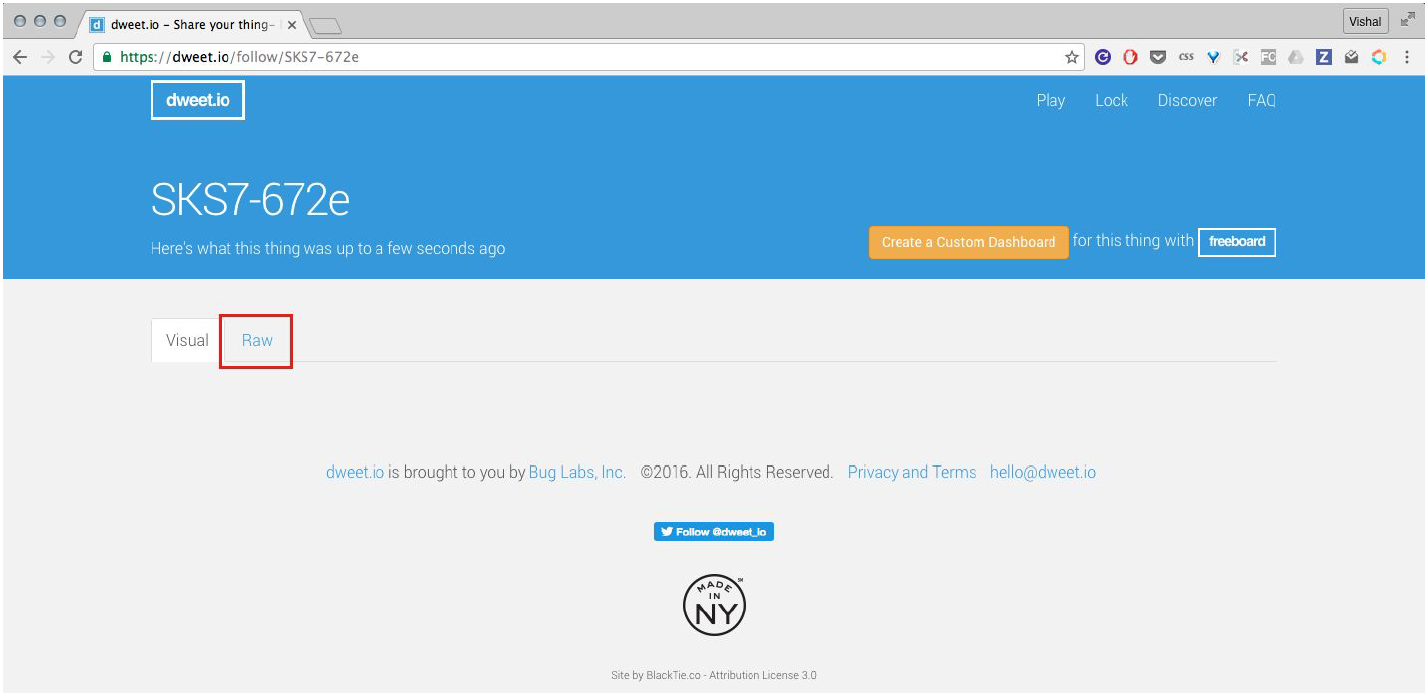 dweet.io – Share your thing–
Vishal
https://dweet.io/follow/SKS7-672e
css
FC
Z
dweet.io
Play Lock Discover FAQ
SKS7-672e
Here's what this thing was up to a few seconds ago
Create a Custom Dashboard for this thing with freeboard
Visual Raw
dweet.io is brought to you by Bug Labs, Inc. ©2016. All Rights Reserved. Privacy and Terms hello@dweet.io
Follow @dweet_io
MADE
IN
NY
SM
Site by BlackTie.co - Attribution License 3.0